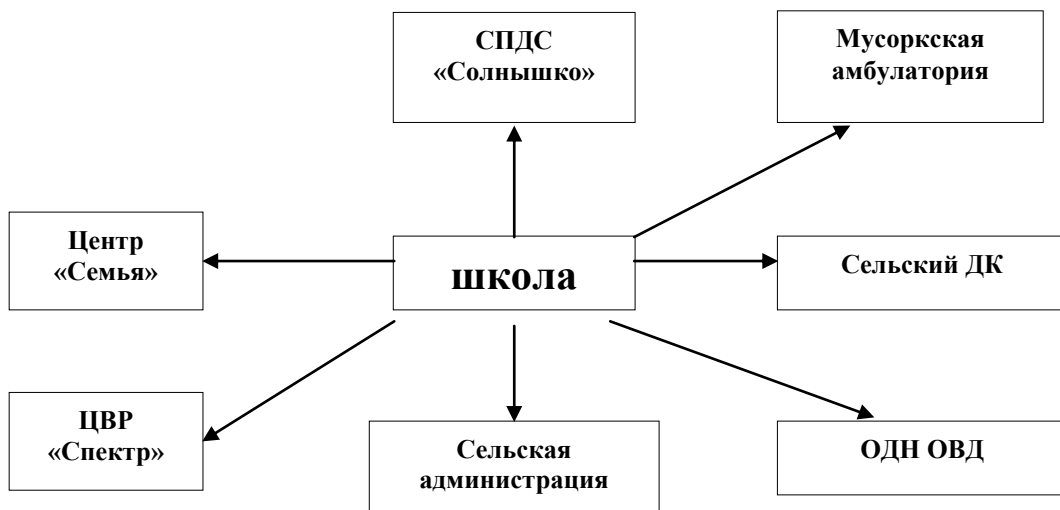 СПДС
«Солнышко»
Мусоркская
амбулатория
Центр
«Семья»
школа
Сельский ДК
ЦВР
«Спектр»
Сельская
администрация
ОДН ОВД